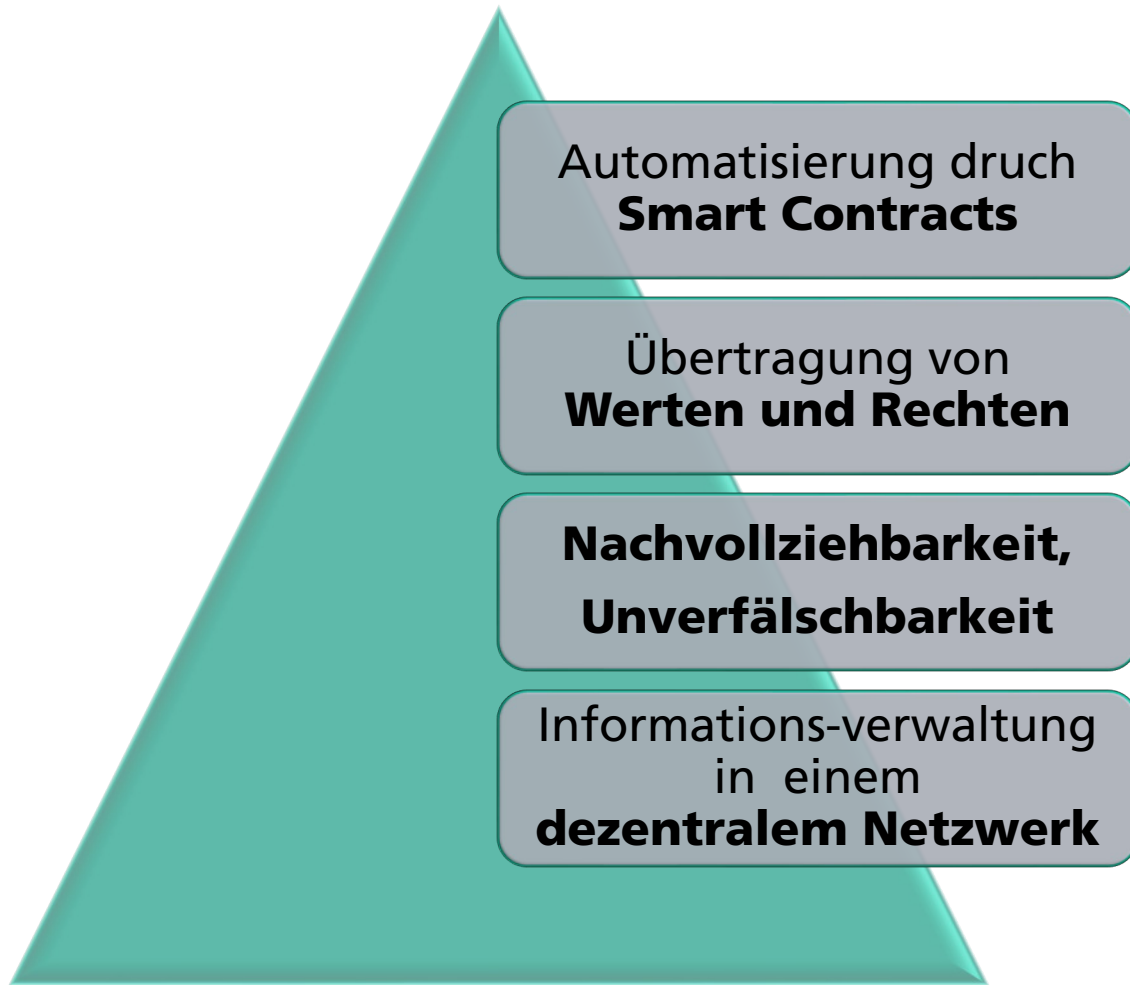 Automatisierung druch
Smart Contracts
Übertragung von
Werten und Rechten
Nachvollziehbarkeit,
Unverfälschbarkeit
Informations-verwaltung
in  einem
dezentralem Netzwerk